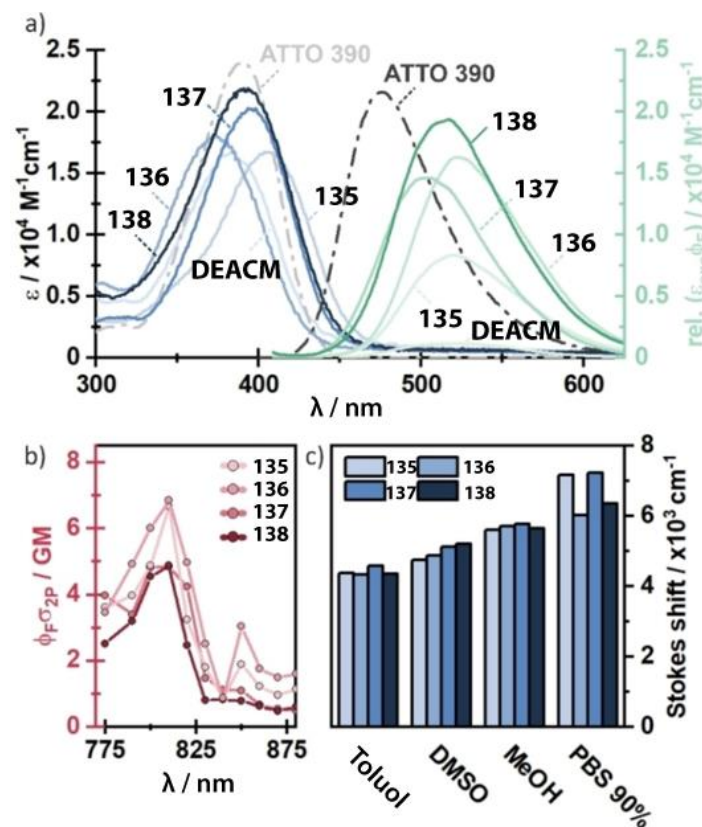 a)
ATTO 390
ATTO 390
137
138
136
135
137
138
DEACM
136
135
DEACM
2.5
2.0
1.5
1.0
0.5
0
ε / x10⁴ M⁻¹cm⁻¹
2.5
2.0
1.5
1.0
0.5
0
300
400
500
600
λ / nm
b)
8
6
4
2
0
ϕFσ2P / GM
135
136
137
138
775
825
875
λ / nm
c)
135
136
137
138
8
6
4
2
0
Stokes shift / x10³ cm⁻¹
Toluol
DMSO
MeOH
PBS 90%